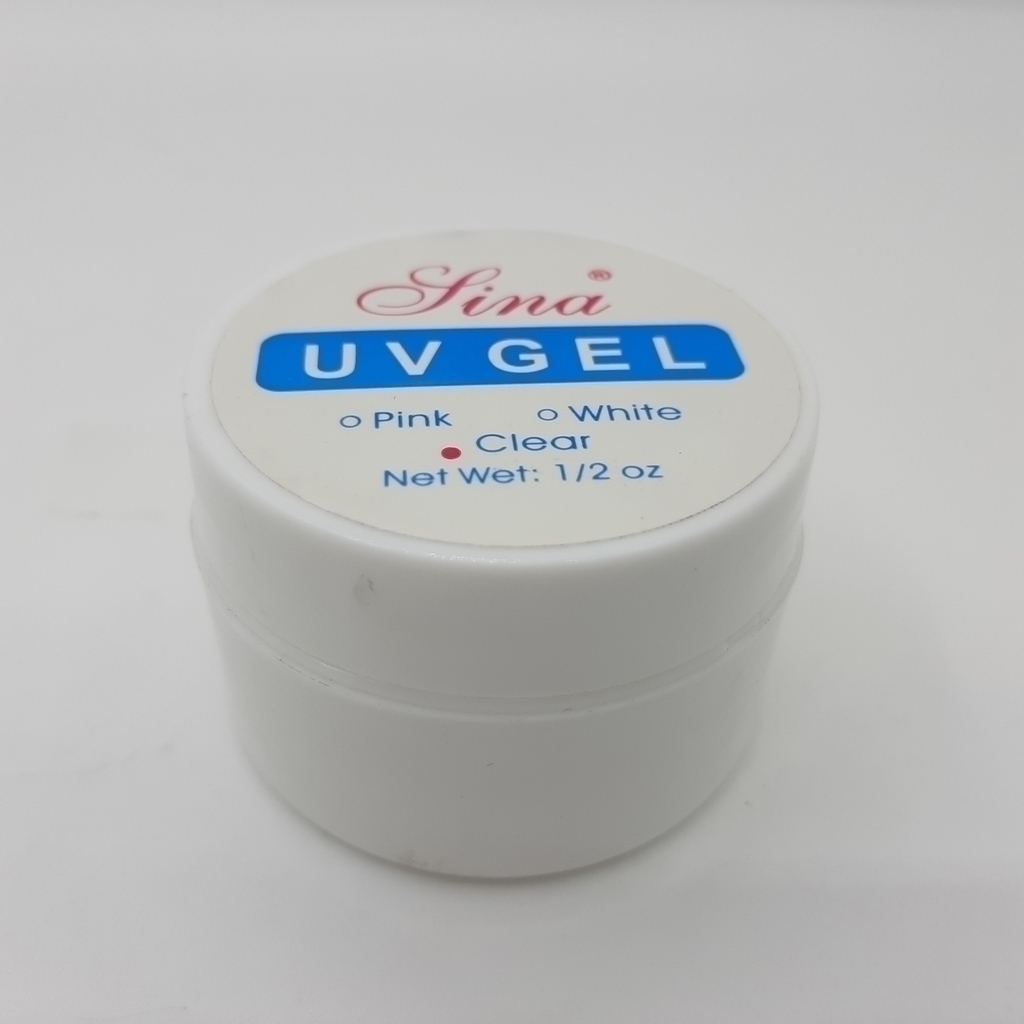 Sina®
UV GEL
Pink White
Clear
Net Wet: 1/2 oz